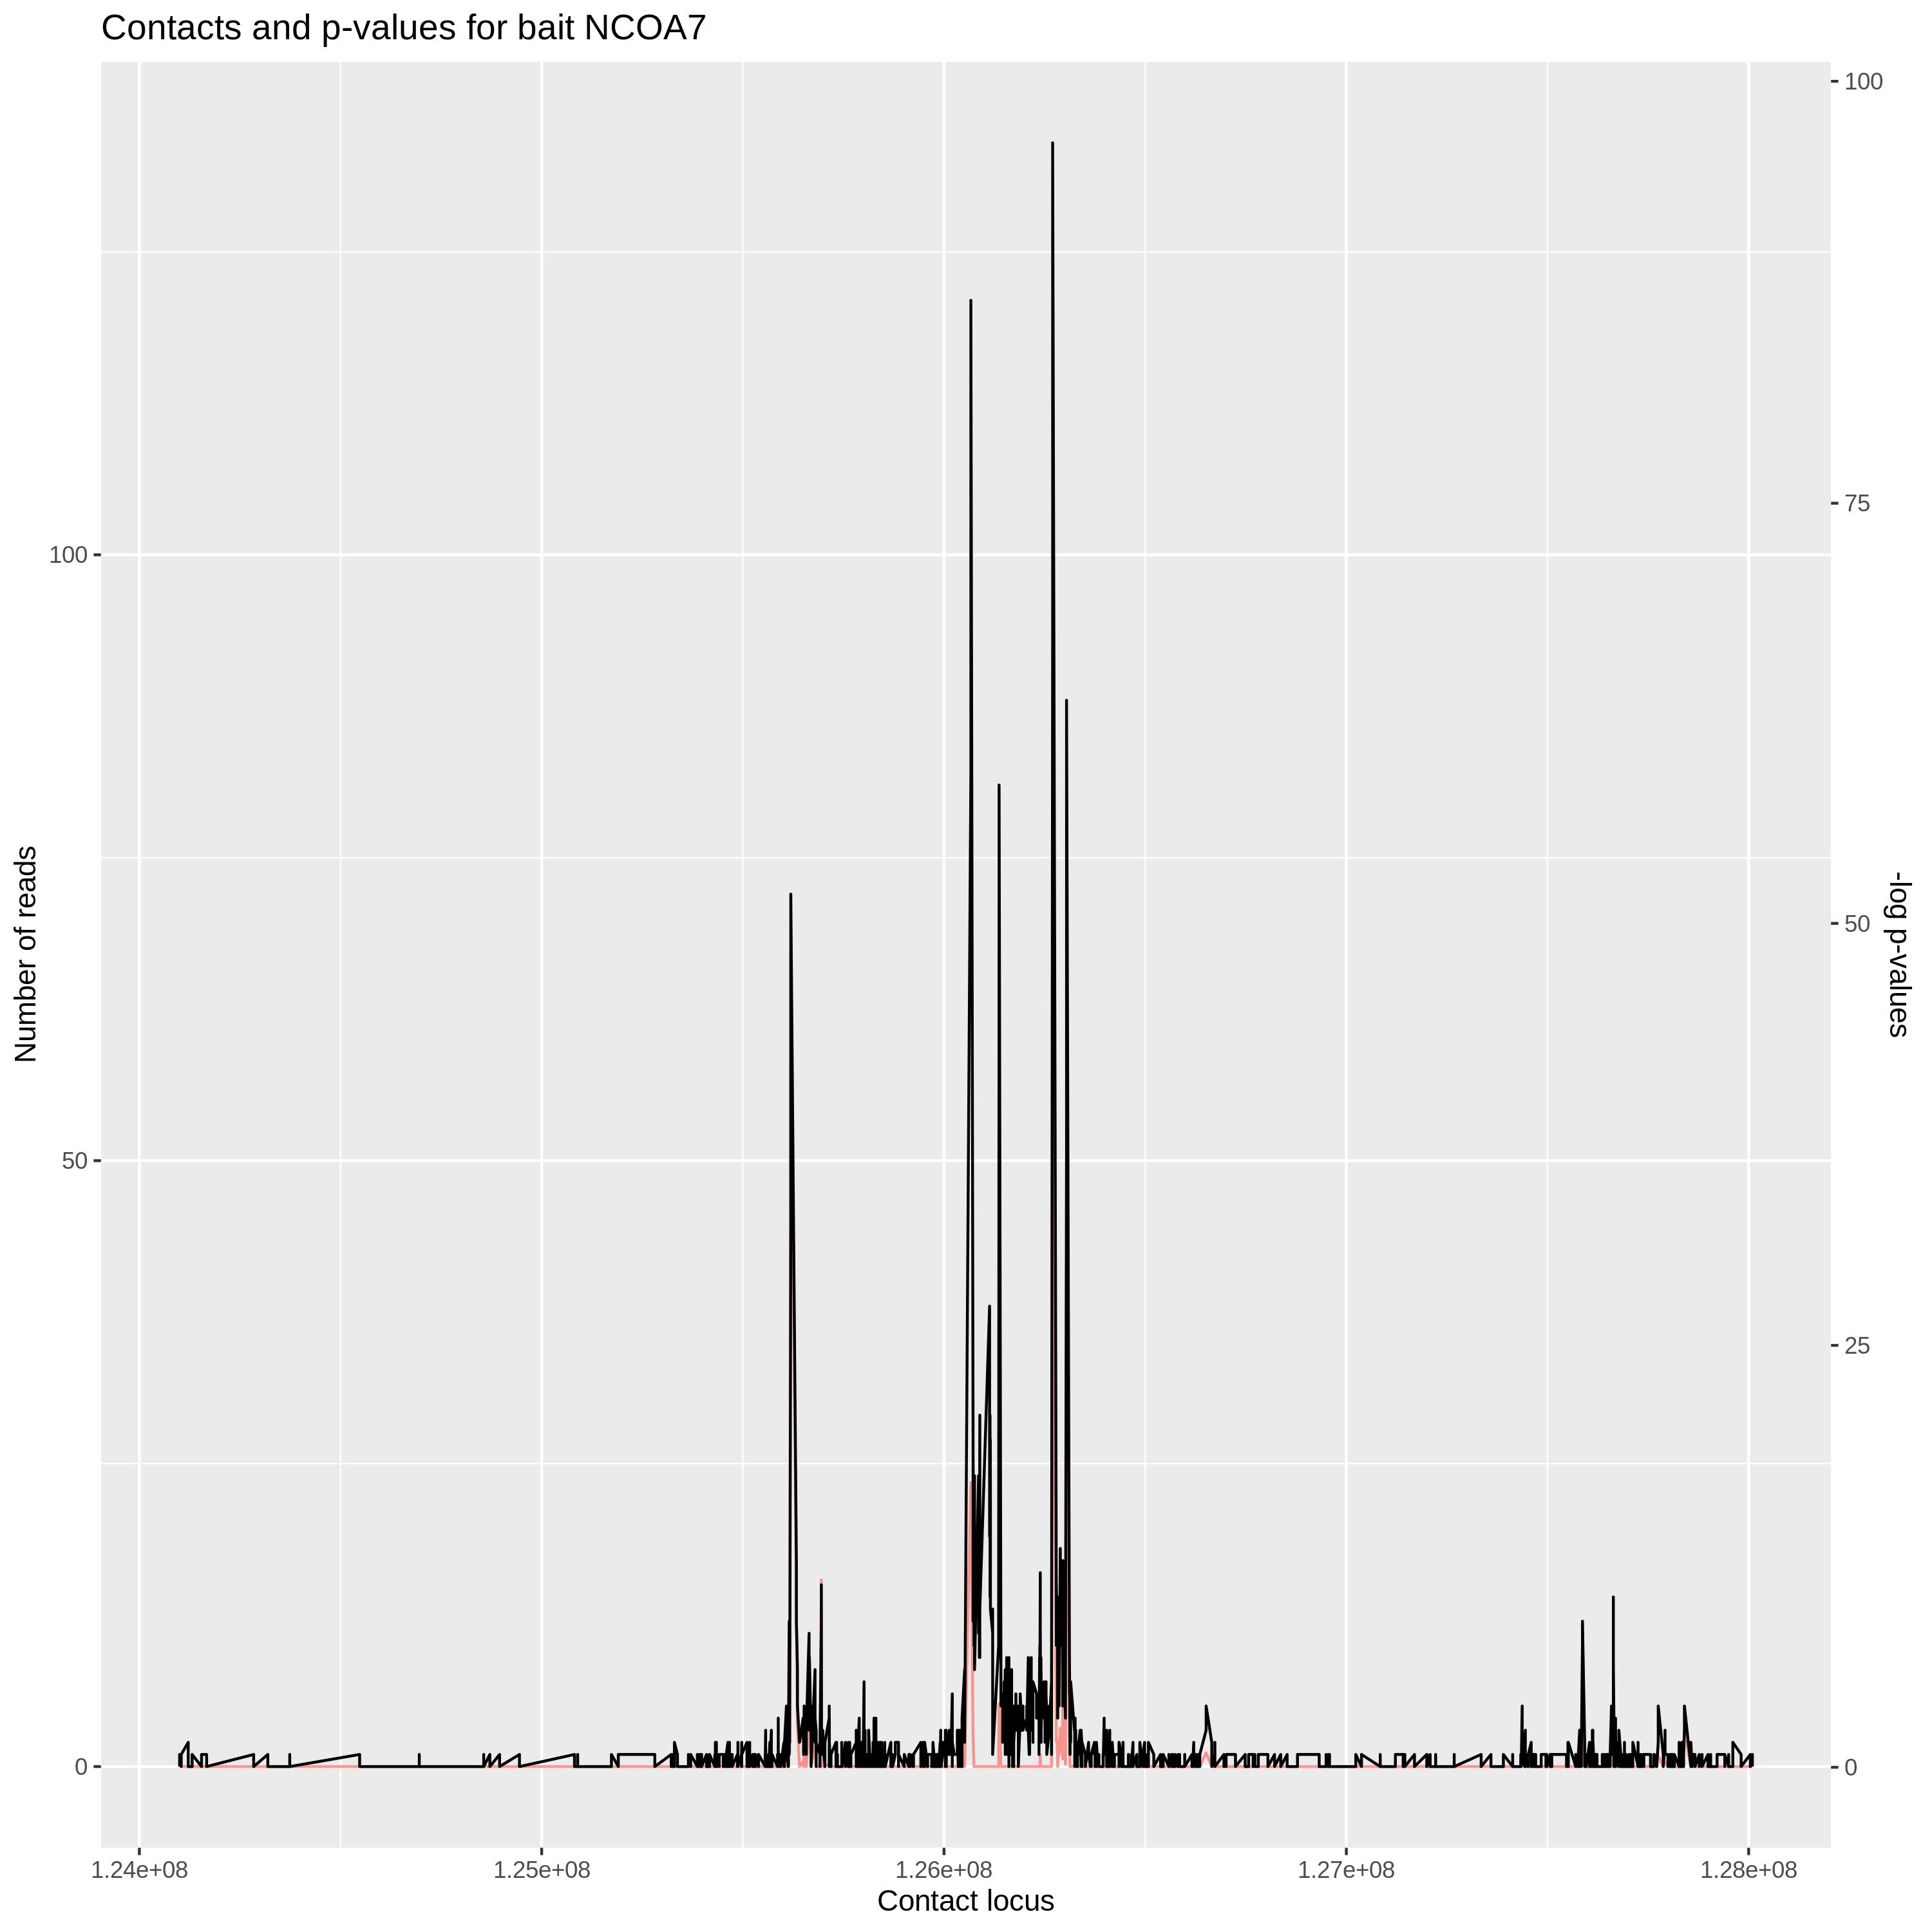 Contacts and p-values for bait NCOA7
Number of reads
100
50
0
100
75
50
25
0
-log p-values
1.24e+08
1.25e+08
1.26e+08
1.27e+08
1.28e+08
Contact locus